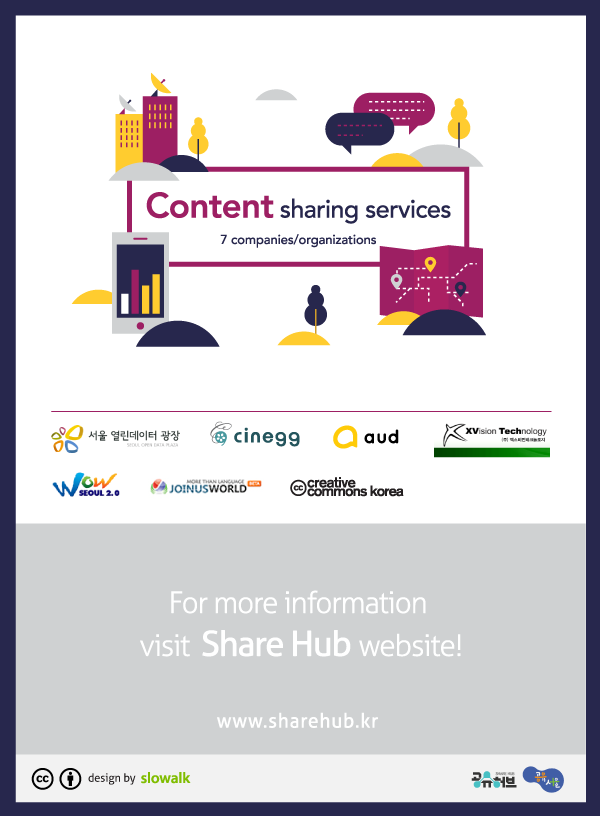 Content sharing services
7 companies/organizations
서울 열린데이터 광장
SEOUL OPEN DATA PLAZA
cinegg
aud
XVision Technology
(주) 엑스비전테크놀로지
WOW
SEOUL 2.0
MORE THAN LANGUAGE
JOINUSWORLD BETA
cc creative
commons korea
For more information
visit Share Hub website!
www.sharehub.kr
cc design by slowalk
공유허브
공유
서울